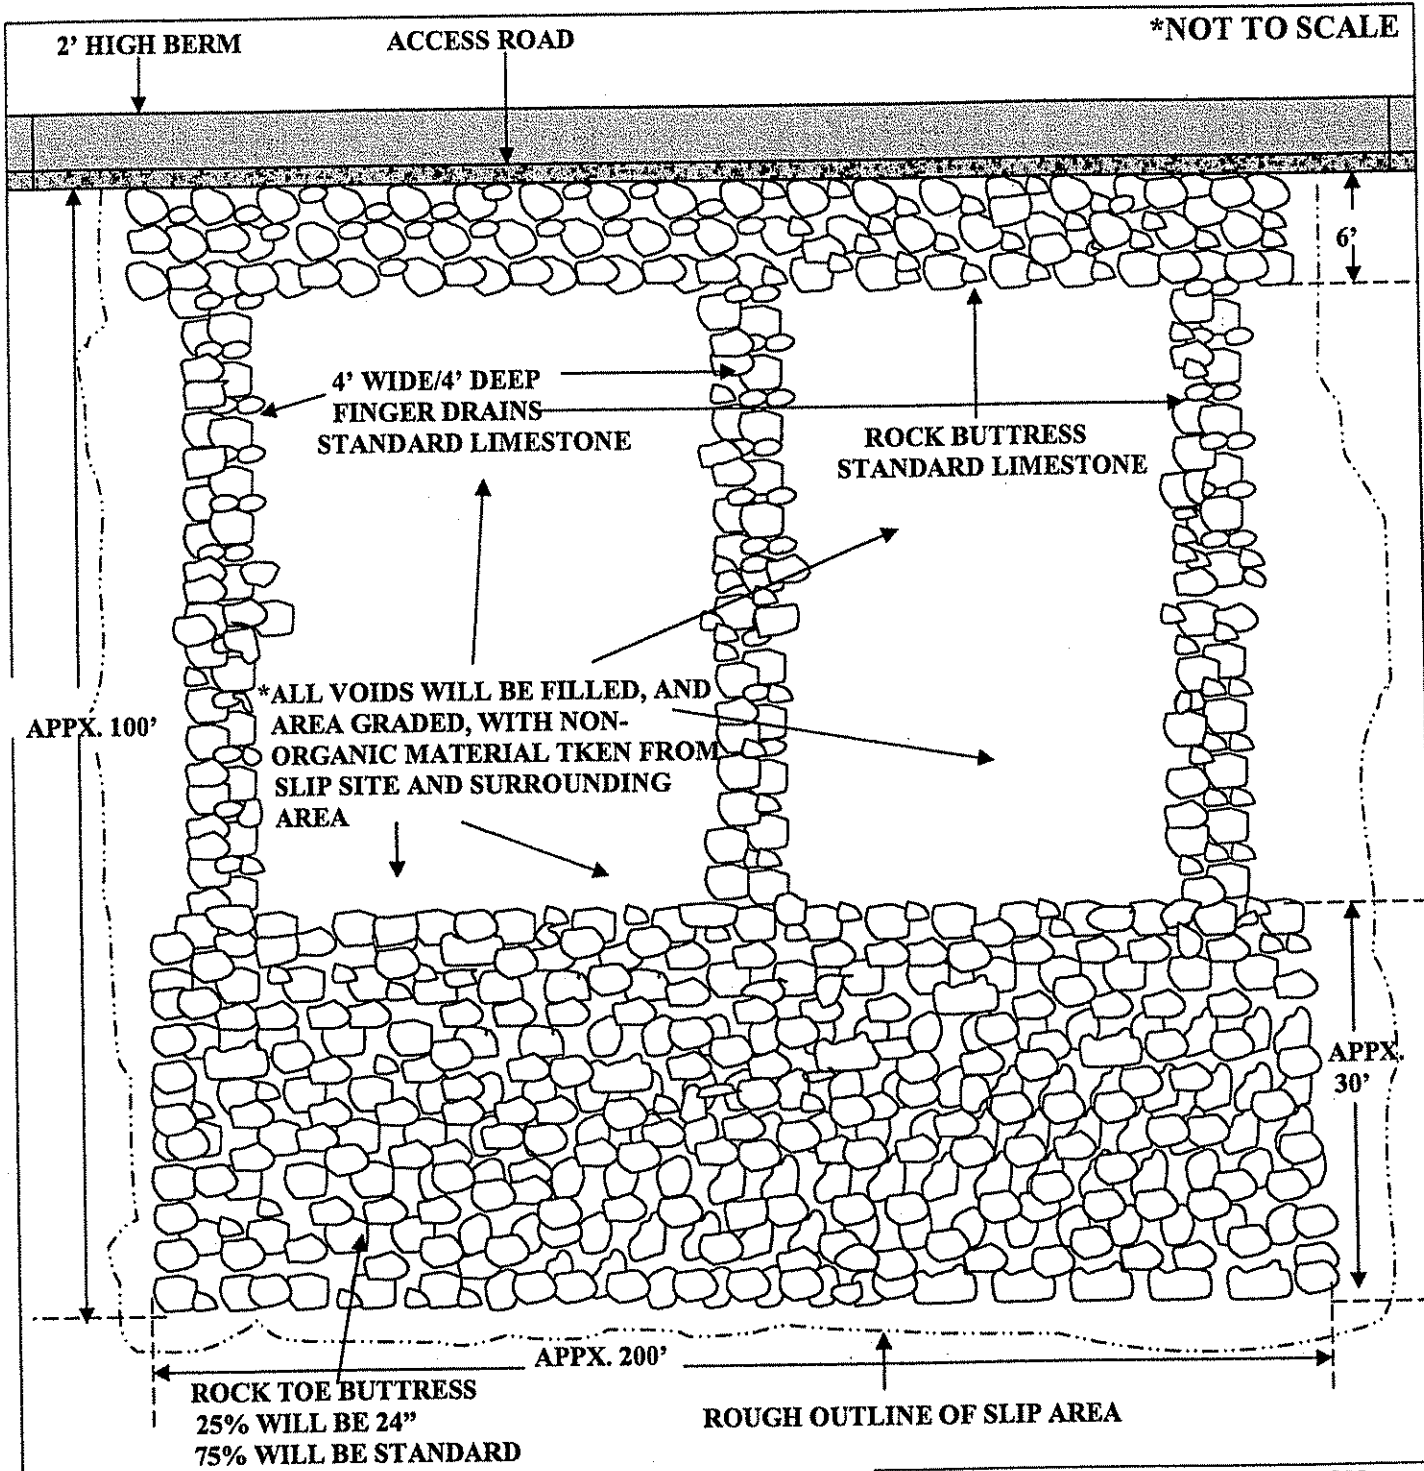 *NOT TO SCALE
2’ HIGH BERM
ACCESS ROAD
6’
4’ WIDE/4’ DEEP
FINGER DRAINS
STANDARD LIMESTONE
ROCK BUTTRESS
STANDARD LIMESTONE
*ALL VOIDS WILL BE FILLED, AND
AREA GRADED, WITH NON-
ORGANIC MATERIAL TKEN FROM
SLIP SITE AND SURROUNDING
AREA
APPX. 100’
APPX.
30’
APPX. 200’
ROCK TOE BUTTRESS
25% WILL BE 24”
75% WILL BE STANDARD
ROUGH OUTLINE OF SLIP AREA